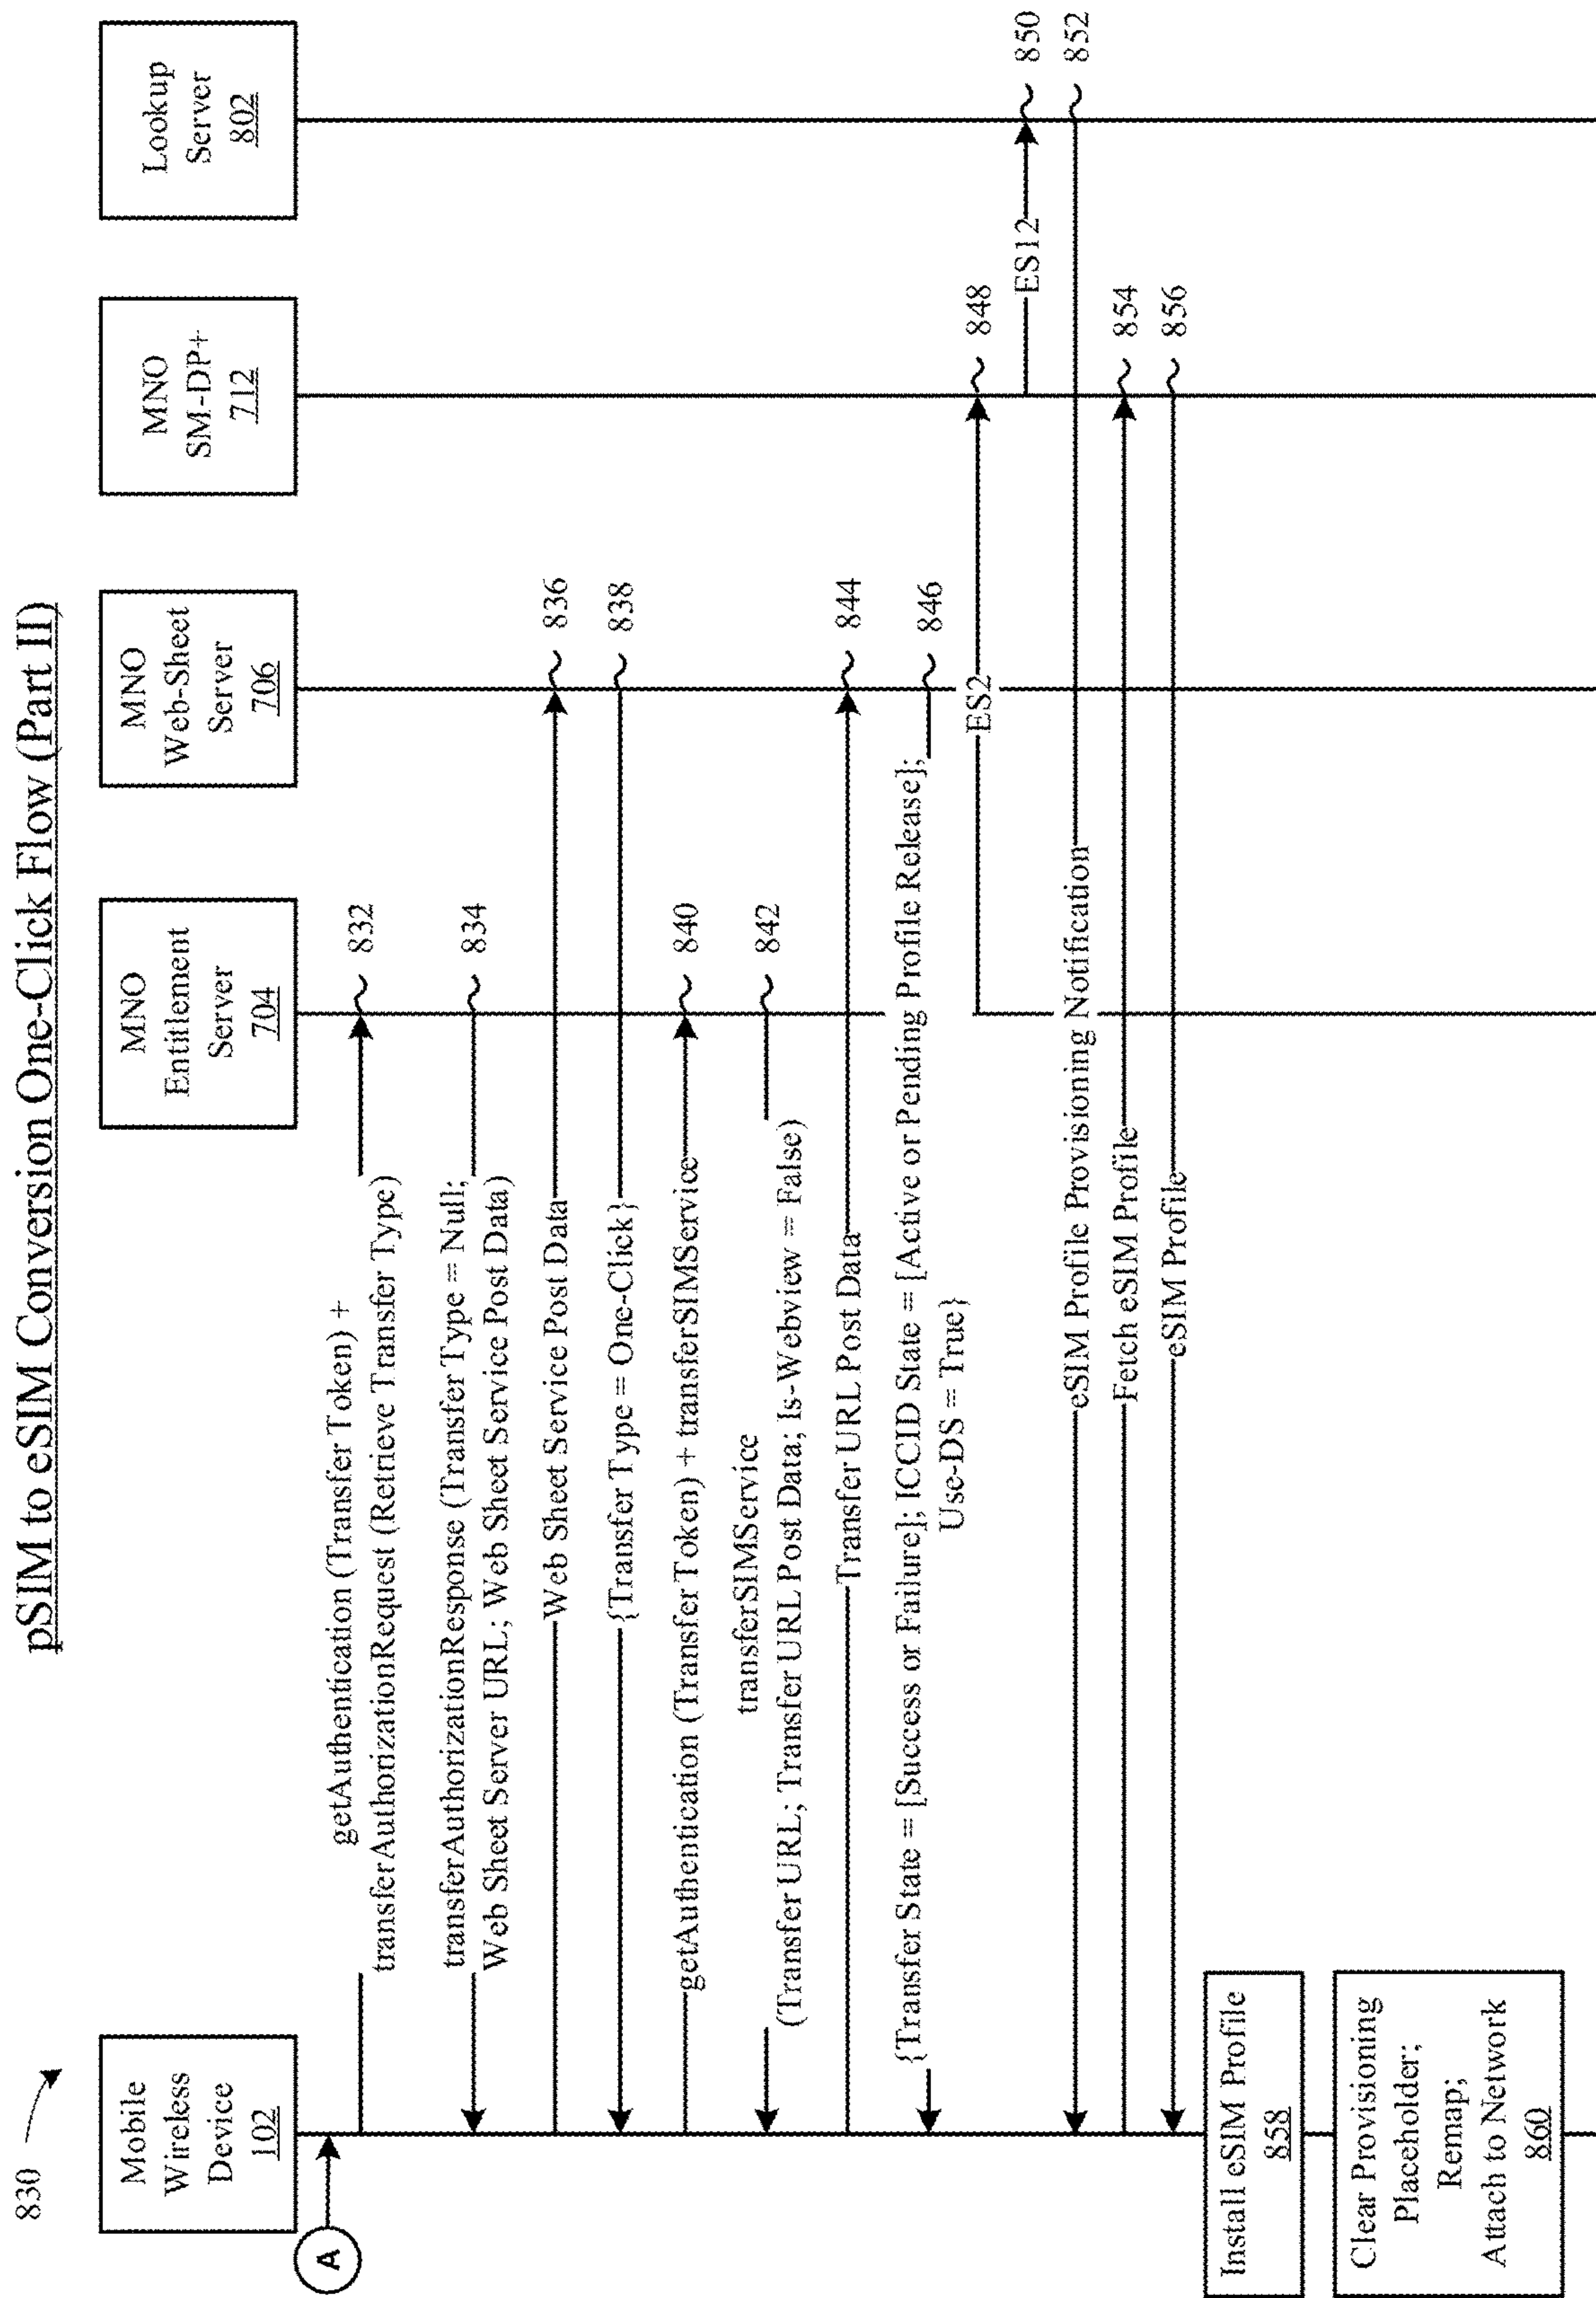 pSIM to eSIM Conversion One-Click Flow (Part II)
830
Mobile
Wireless
Device
102
MNO
Entitlement
Server
704
MNO
Web-Sheet
Server
706
MNO
SM-DP+
712
Lookup
Server
802
A
getAuthentication (Transfer Token) +
transferAuthorizationRequest (Retrieve Transfer Type)
832
transferAuthorizationResponse (Transfer Type = Null;
Web Sheet Server URL; Web Sheet Service Post Data)
834
Web Sheet Service Post Data
836
{Transfer Type = One-Click}
838
getAuthentication (Transfer Token) + transferSIMService
840
transferSIMService
(Transfer URL; Transfer URL Post Data; Is-Webview = False)
842
Transfer URL Post Data
844
{Transfer State = [Success or Failure]; ICCID State = [Active or Pending Profile Release];
Use-DS = True}
846
ES2
848
ES12
850
eSIM Profile Provisioning Notification
852
Fetch eSIM Profile
854
eSIM Profile
856
Install eSIM Profile
858
Clear Provisioning
Placeholder;
Remap;
Attach to Network
860